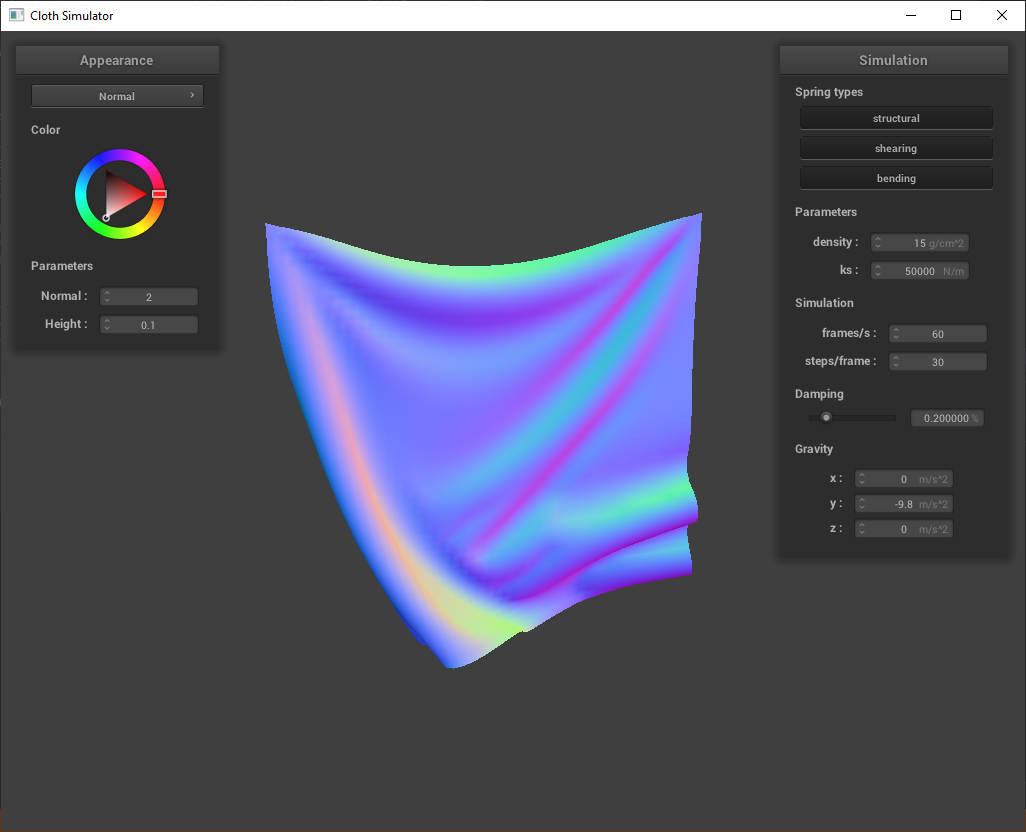 Cloth Simulator
Appearance
Normal
Color
Parameters
Normal : 2
Height : 0.1
Simulation
Spring types
structural
shearing
bending
Parameters
density : 15 g/cm^2
ks : 50000 N/m
Simulation
frames/s : 60
steps/frame : 30
Damping
0.200000 %
Gravity
x : 0 m/s^2
y : -9.8 m/s^2
z : 0 m/s^2